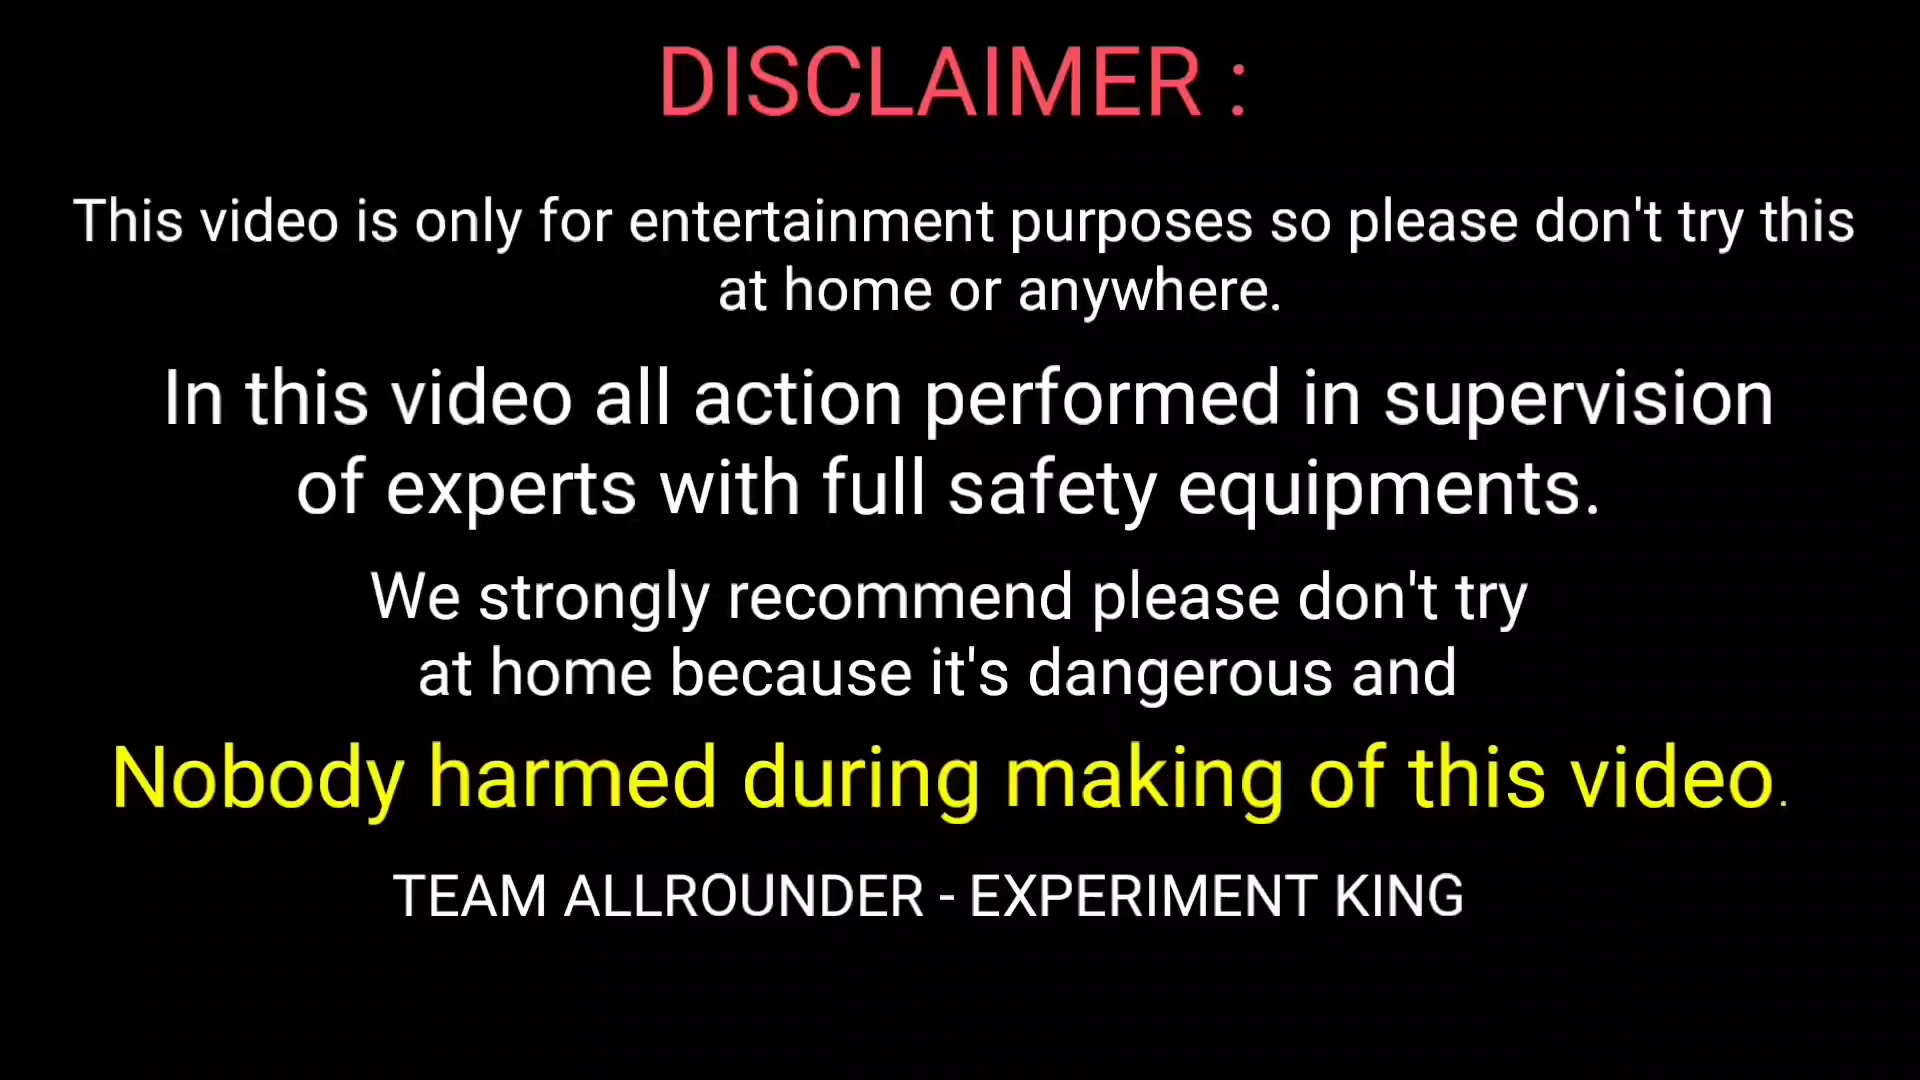 DISCLAIMER :
This video is only for entertainment purposes so please don't try this
at home or anywhere.
In this video all action performed in supervision
of experts with full safety equipments.
We strongly recommend please don't try
at home because it's dangerous and
Nobody harmed during making of this video.
TEAM ALLROUNDER - EXPERIMENT KING